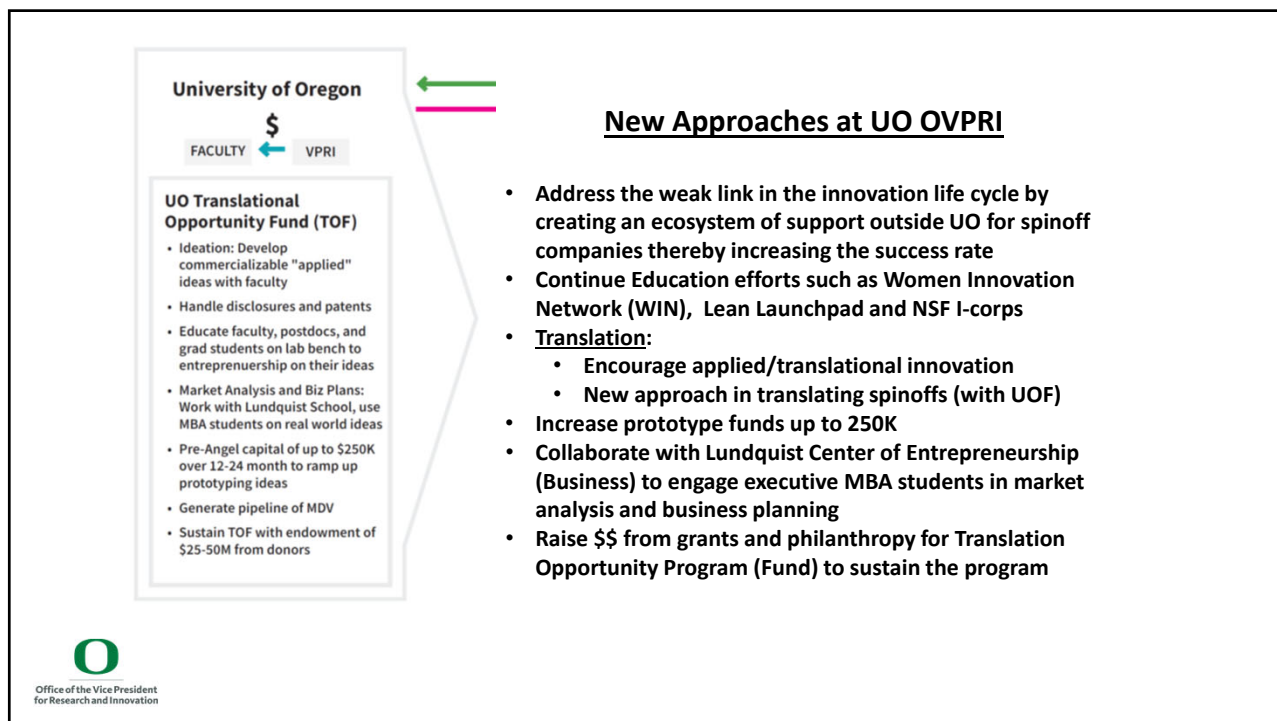 University of Oregon
$
FACULTY
VPRI
UO Translational
Opportunity Fund (TOF)
• Ideation: Develop
commercializable "applied"
ideas with faculty
• Handle disclosures and patents
• Educate faculty, postdocs, and
grad students on lab bench to
entreprenuership on their ideas
• Market Analysis and Biz Plans:
Work with Lundquist School, use
MBA students on real world ideas
• Pre-Angel capital of up to $250K
over 12-24 month to ramp up
prototyping ideas
• Generate pipeline of MDV
• Sustain TOF with endowment of
$25-50M from donors
New Approaches at UO OVPRI
• Address the weak link in the innovation life cycle by
creating an ecosystem of support outside UO for spinoff
companies thereby increasing the success rate
• Continue Education efforts such as Women Innovation
Network (WIN), Lean Launchpad and NSF I-corps
• Translation:
• Encourage applied/translational innovation
• New approach in translating spinoffs (with UOF)
• Increase prototype funds up to 250K
• Collaborate with Lundquist Center of Entrepreneurship
(Business) to engage executive MBA students in market
analysis and business planning
• Raise $$ from grants and philanthropy for Translation
Opportunity Program (Fund) to sustain the program
O
Office of the Vice President
for Research and Innovation